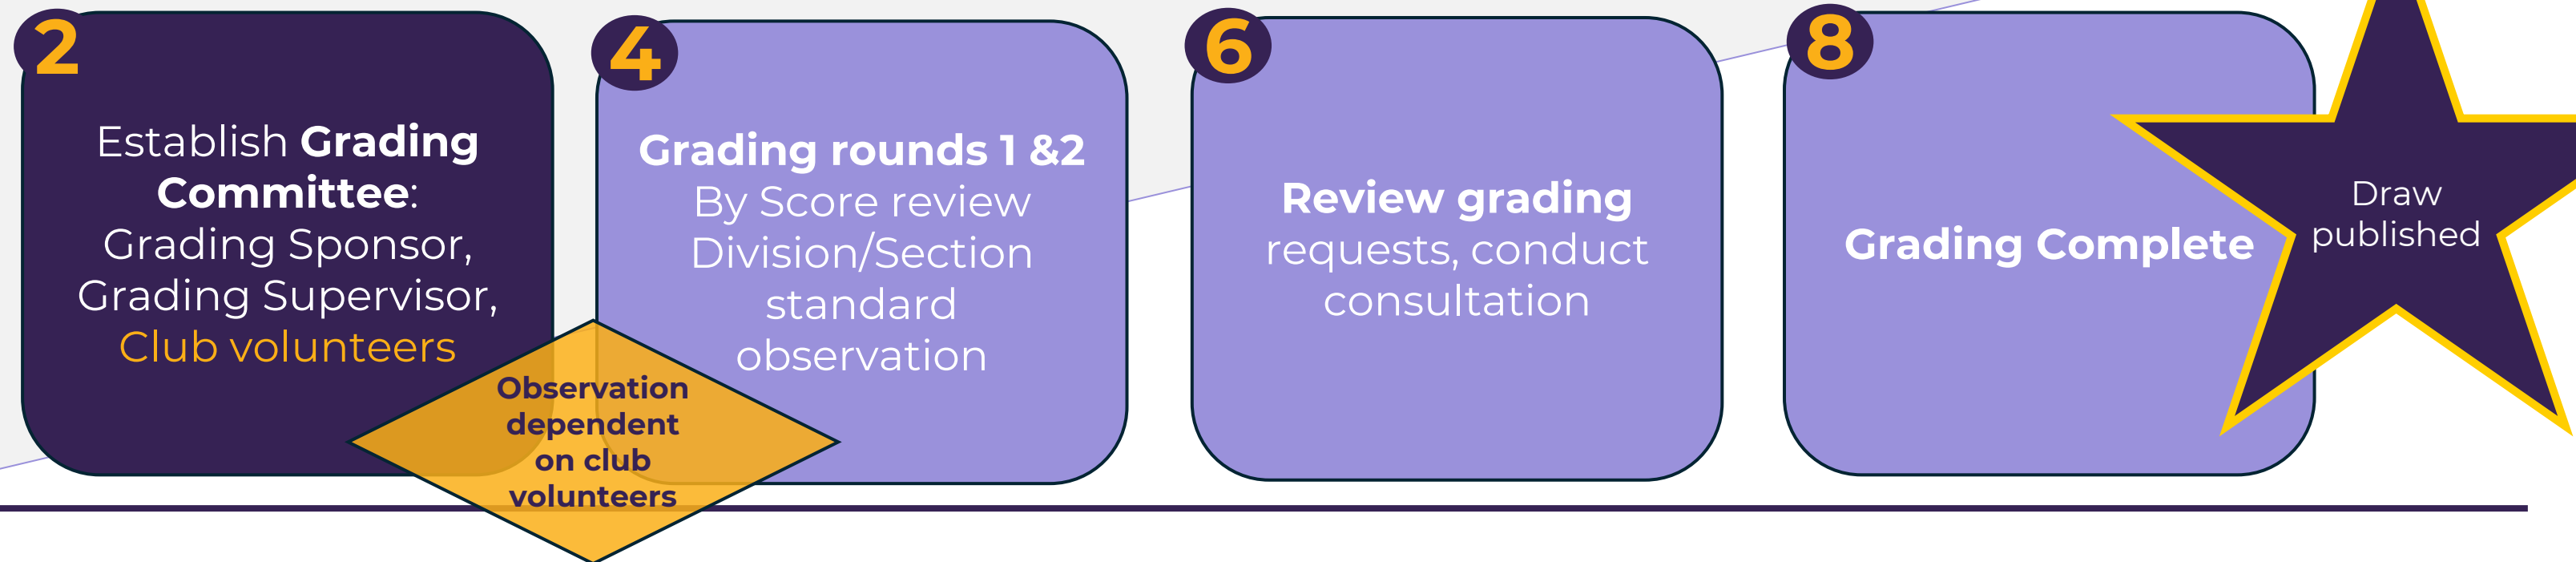 2
Establish Grading
Committee:
Grading Sponsor,
Grading Supervisor,
Club volunteers
Observation
dependent
on club
volunteers
4
Grading rounds 1 &2
By Score review
Division/Section
standard
observation
6
Review grading
requests, conduct
consultation
8
Grading Complete
Draw
published